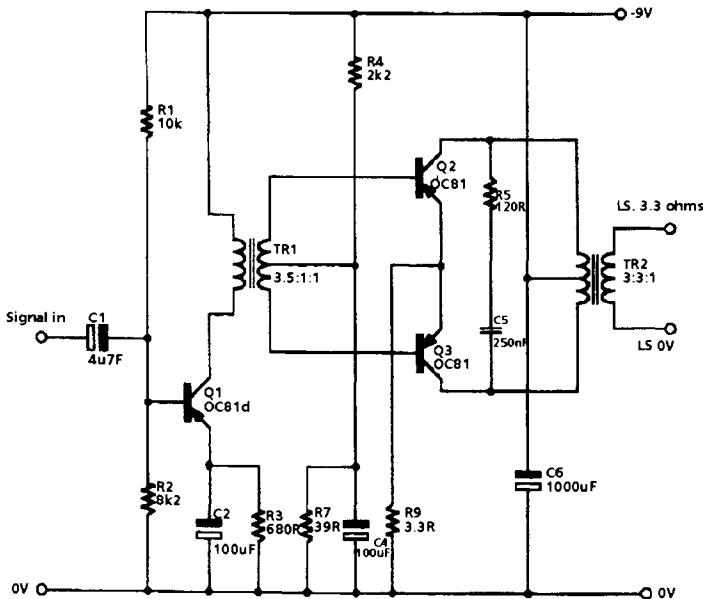 -9V
R4
2k2
R1
10k
Q2
OC81
R5
120R
LS. 3.3 ohms
TR1
3.5:1:1
TR2
3:3:1
Signal in
C1
4u7F
C5
250nF
Q3
OC81
LS 0V
Q1
OC81d
R2
8k2
C2
100uF
R3
680R
R7
39R
C4
100uF
R9
3.3R
C6
1000uF
0V
0V